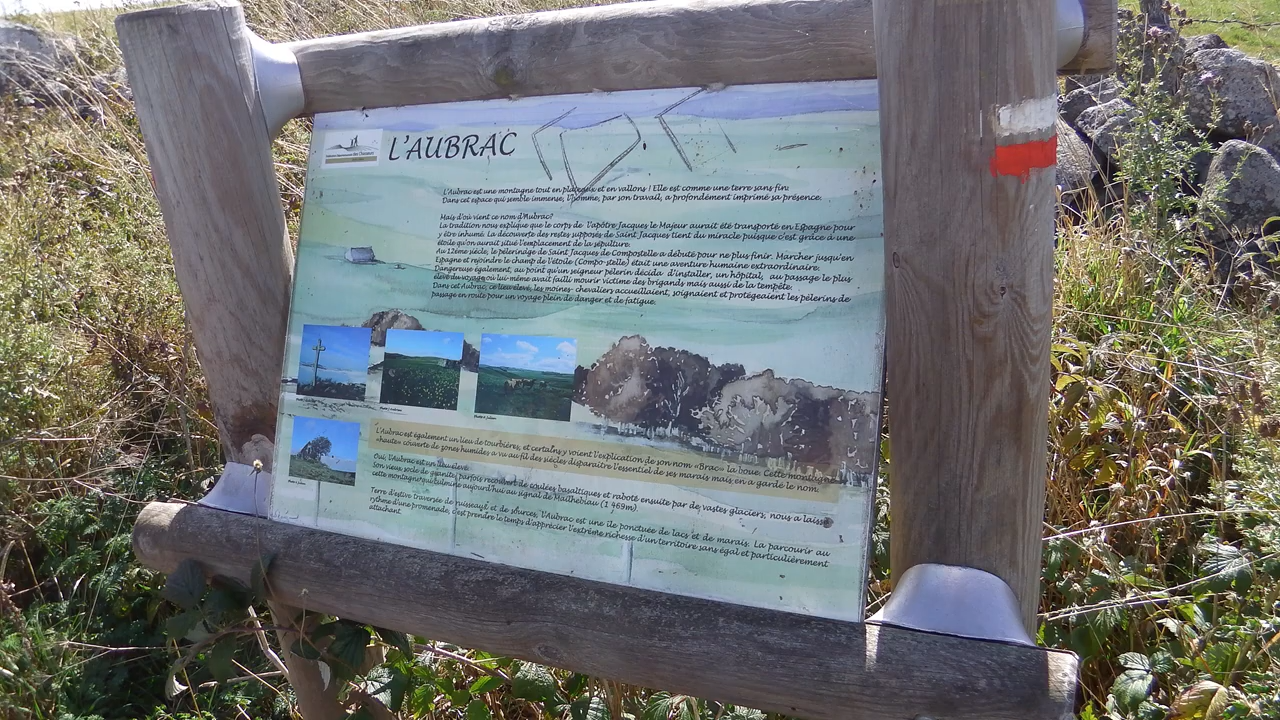 L'AUBRAC
L'Aubrac est une montagne tout en plateaux et en vallons ! Elle est comme une terre sans fin.
Dans cet espace qui semble immense, l'homme, par son travail, a profondément imprimé sa présence.
Mais d'où vient ce nom d'Aubrac?
La tradition nous explique que le corps de l'apôtre Jacques le Majeur aurait été transporté en Espagne pour
y être inhumé. La découverte des restes supposés de Saint Jacques tient du miracle puisque c'est grâce à une
étoile qu'on aurait situé l'emplacement de la sépulture.
Au 12ème siècle, le pèlerinage de Saint Jacques de Compostelle a débuté pour ne plus finir. Marcher jusqu'en
Espagne et rejoindre le champ de l'étoile (Compo-stelle) était une aventure humaine extraordinaire.
Dangereuse également, au point qu'un seigneur pèlerin décida d'installer, un hôpital, au passage le plus
élevé du voyage où lui-même avait failli mourir victime des brigands mais aussi de la tempête.
Dans cet Aubrac, ce lieu élevé, les moines-chevaliers accueillaient, soignaient et protégeaient les pèlerins de
passage en route pour un voyage plein de danger et de fatigue.
L'Aubrac est également un lieu de tourbières, et certains y voient l'explication de son nom «Brac» la boue. Cette montagne
«haute» couverte de zones humides a vu au fil des siècles disparaître l'essentiel de ses marais mais en a gardé le nom
Oui, l'Aubrac est un lieu élevé.
Son vieux socle de granite, parfois recouvert de coulées basaltiques et raboté ensuite par de vastes glaciers, nous a laissé
cette montagne qui culmine aujourd'hui au signal de Mailhebiau (1 469m).
Terre d'estive traversée de ruisseaux et de sources, l'Aubrac est une île ponctuée de lacs et de marais. La parcourir au
rythme d'une promenade, c'est prendre le temps d'apprécier l'extrême richesse d'un territoire sans égal et particulièrement
attachant.